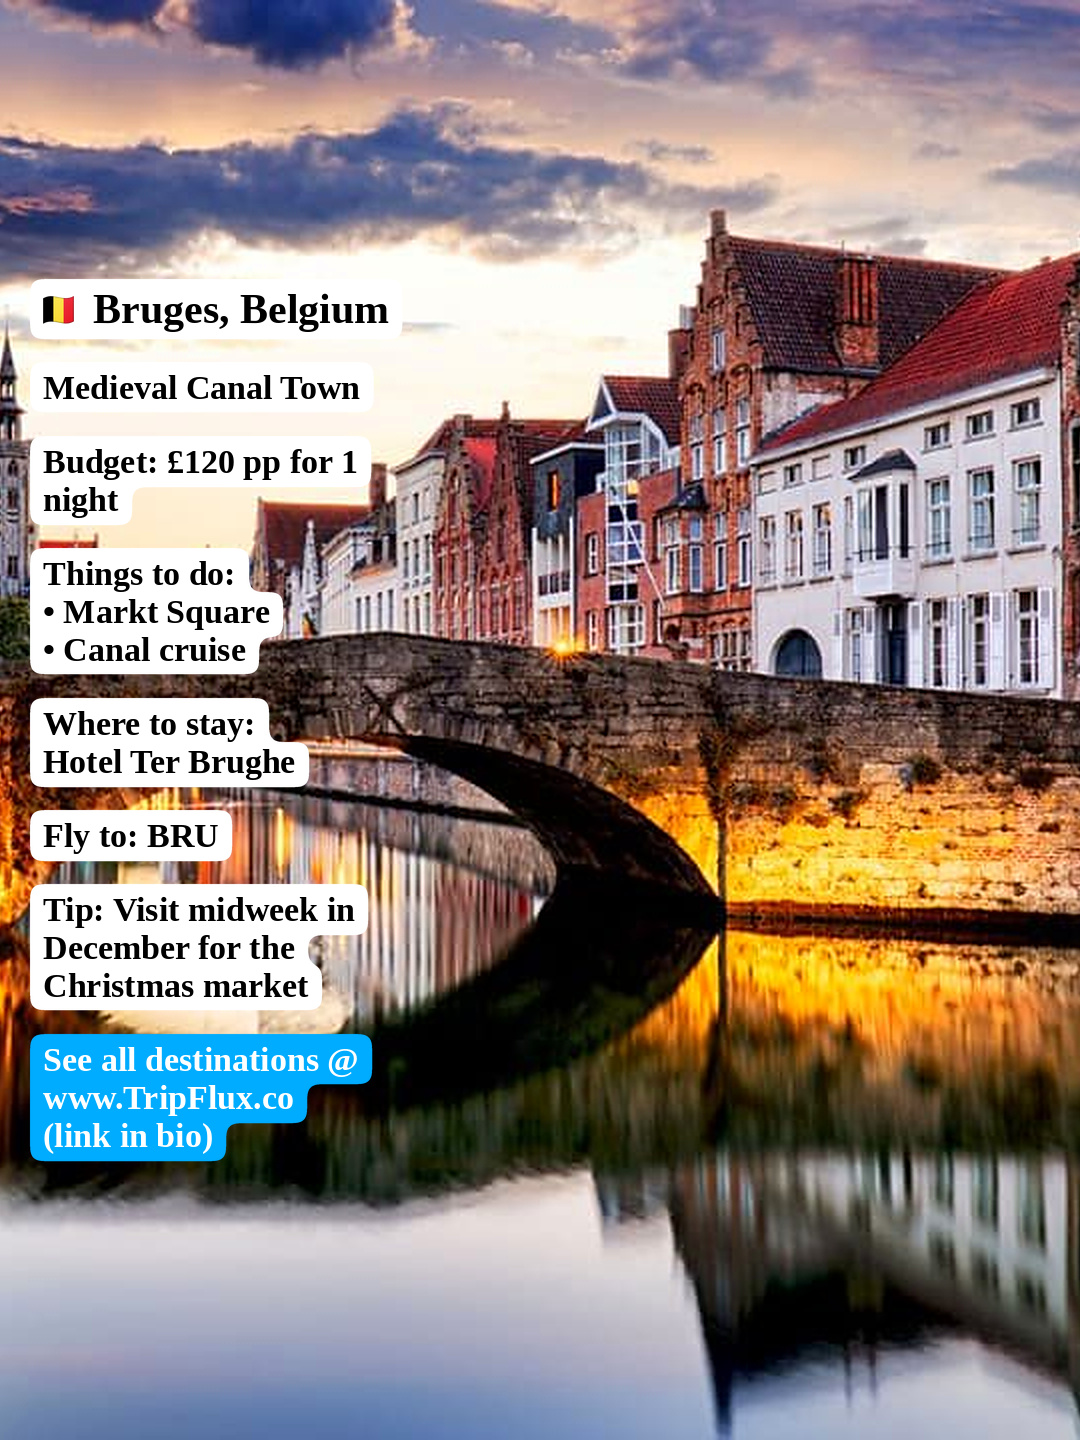 🇧🇪 Bruges, Belgium
Medieval Canal Town
Budget: £120 pp for 1
night
Things to do:
• Markt Square
• Canal cruise
Where to stay:
Hotel Ter Brughe
Fly to: BRU
Tip: Visit midweek in
December for the
Christmas market
See all destinations @
www.TripFlux.co
(link in bio)